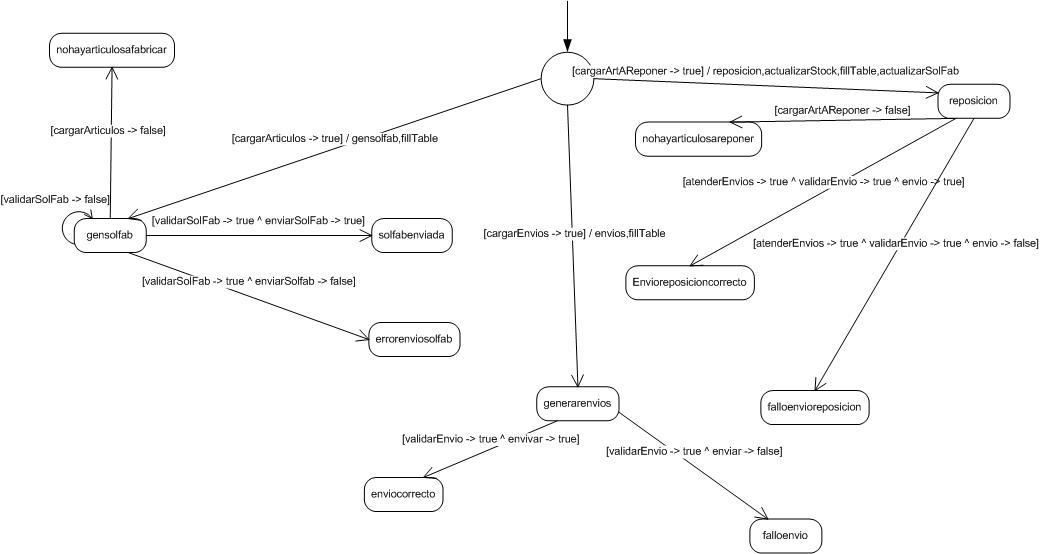 nohayarticulosafabricar
[cargarArtAReponer -> true] / reposicion,actualizarStock,fillTable,actualizarSolFab
reposicion
[cargarArtAReponer -> false]
[cargarArticulos -> false]
[cargarArticulos -> true] / gensolfab,fillTable
nohayarticulosareponer
[atenderEnvios -> true ^ validarEnvio -> true ^ envio -> true]
[validarSolFab -> false]
[validarSolFab -> true ^ enviarSolFab -> true]
gensolfab
solfabenviada
[cargarEnvios -> true] / envios,fillTable
[atenderEnvios -> true ^ validarEnvio -> true ^ envio -> false]
[validarSolFab -> true ^ enviarSolfab -> false]
Envioreposicioncorrecto
errorenviosolfab
generarenvios
falloenvioreposicion
[validarEnvio -> true ^ envivar -> true]
[validarEnvio -> true ^ enviar -> false]
enviocorrecto
falloenvio